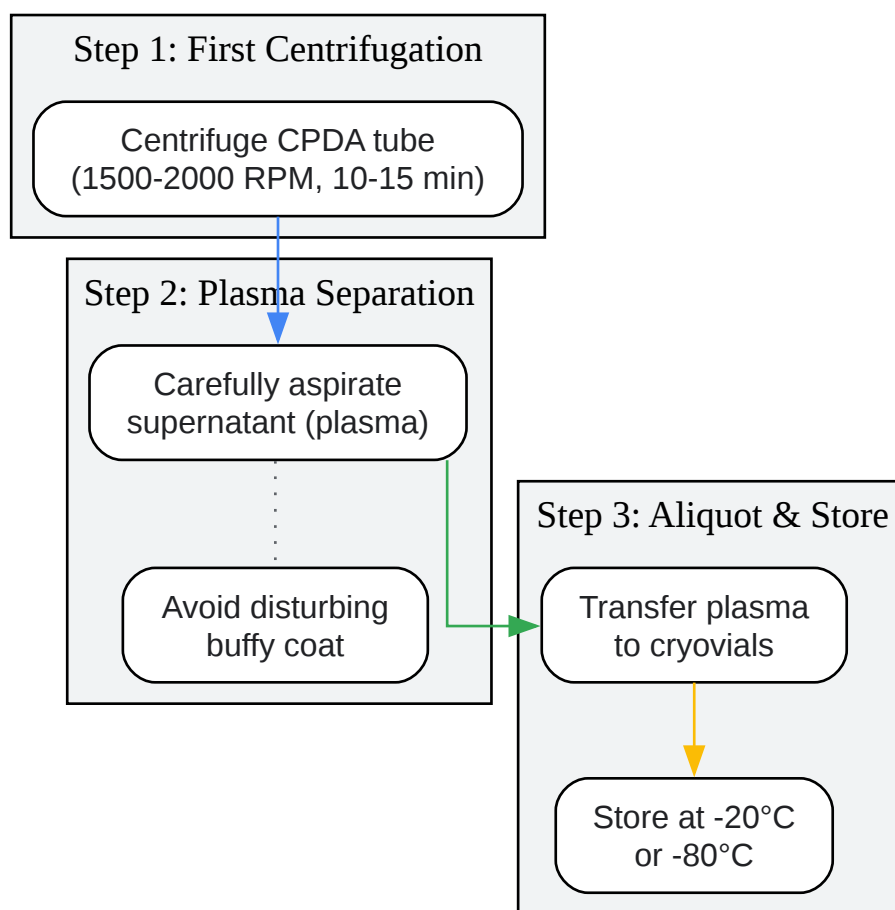 Step 1: First Centrifugation
Centrifuge CPDA tube
(1500-2000 RPM, 10-15 min)
Step 2: Plasma Separation
Carefully aspirate
supernatant (plasma)
Avoid disturbing
buffy coat
Step 3: Aliquot & Store
Transfer plasma
to cryovials
Store at -20°C
or -80°C